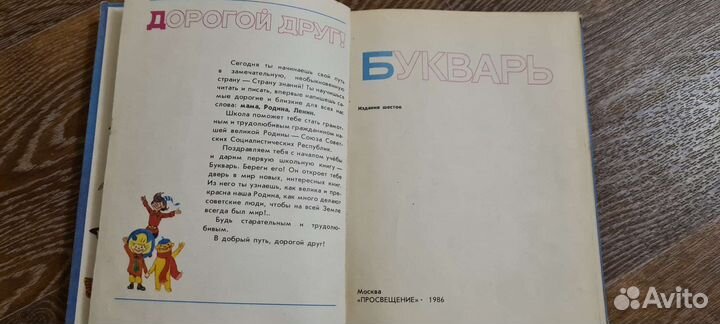 ДОРОГОЙ ДРУГ!
Сегодня ты начинаешь свой путь
в замечательную, необыкновенную
страну — Страну знаний! Ты научишься
читать и писать, впервые напишешь са-
мые дорогие и близкие для всех нас
слова: мама, Родина, Ленин.
Школа поможет тебе стать грамот-
ным и трудолюбивым гражданином на-
шей великой Родины — Союза Совет-
ских Социалистических Республик.
Поздравляем тебя с началом учёбы
и дарим первую школьную книгу —
Букварь. Береги его! Он откроет тебе
дверь в мир новых, интересных книг.
Из него ты узнаешь, как велика и пре-
красна наша Родина, как много делают
советские люди, чтобы на всей Земле
всегда был мир!..
Будь старательным и трудолю-
бивым.
В добрый путь, дорогой друг!
БУКВАРЬ
Издание шестое
Москва
«ПРОСВЕЩЕНИЕ» · 1986
Avito